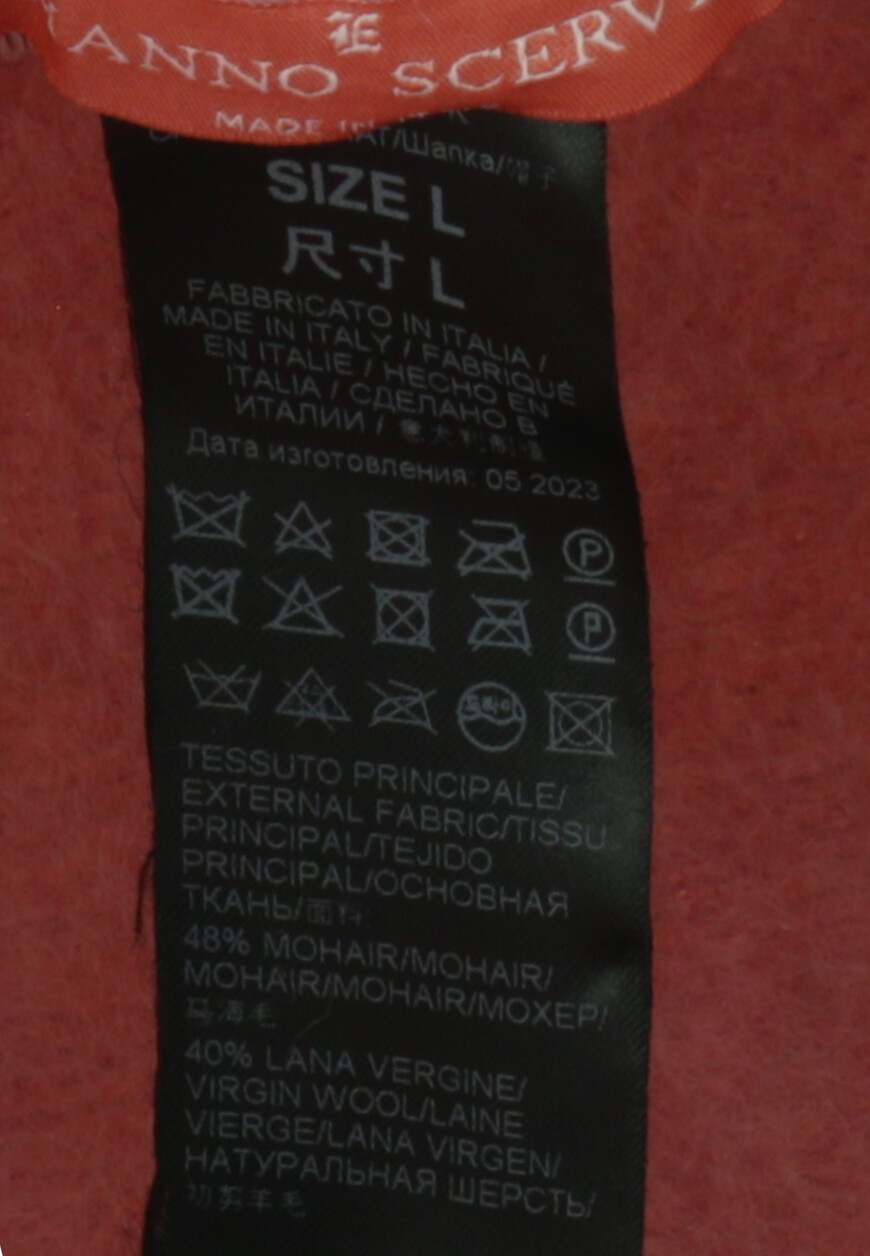 ANNO SCERV
MADE
/Шапка/帽子
SIZE L
尺寸 L
FABBRICATO IN ITALIA /
MADE IN ITALY / FABRIQUÉ
EN ITALIE / HECHO EN
ITALIA / СДЕЛАНО В
ИТАЛИИ / 意大利制造
Дата изготовления: 05.2023
P
P
드라이
TESSUTO PRINCIPALE/
EXTERNAL FABRIC/TISSU
PRINCIPAL/TEJIDO
PRINCIPAL/ОСНОВНАЯ
ТКАНЬ/面料:
48% MOHAIR/MOHAIR/
MOHAIR/MOHAIR/МОХЕР/
马海毛
40% LANA VERGINE/
VIRGIN WOOL/LAINE
VIERGE/LANA VIRGEN/
НАТУРАЛЬНАЯ ШЕРСТЬ/
初剪羊毛